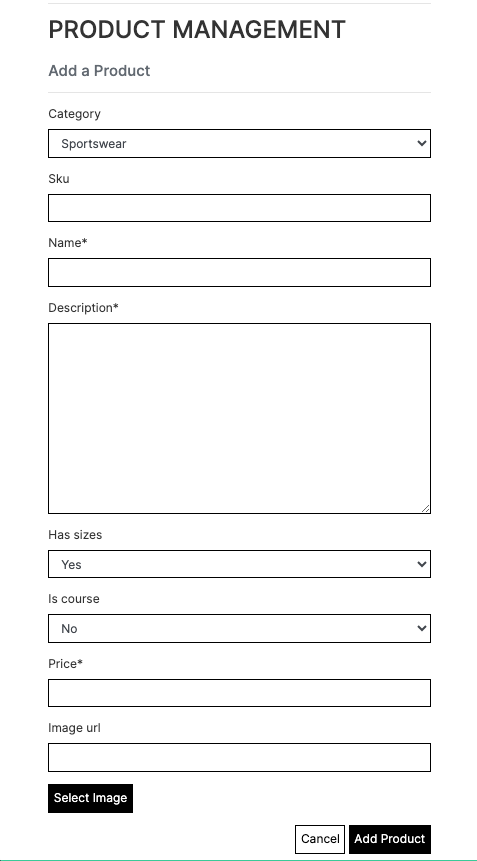 PRODUCT MANAGEMENT
Add a Product
Category
Sportswear
Sku
Name*
Description*
Has sizes
Yes
Is course
No
Price*
Image url
Select Image
Cancel Add Product